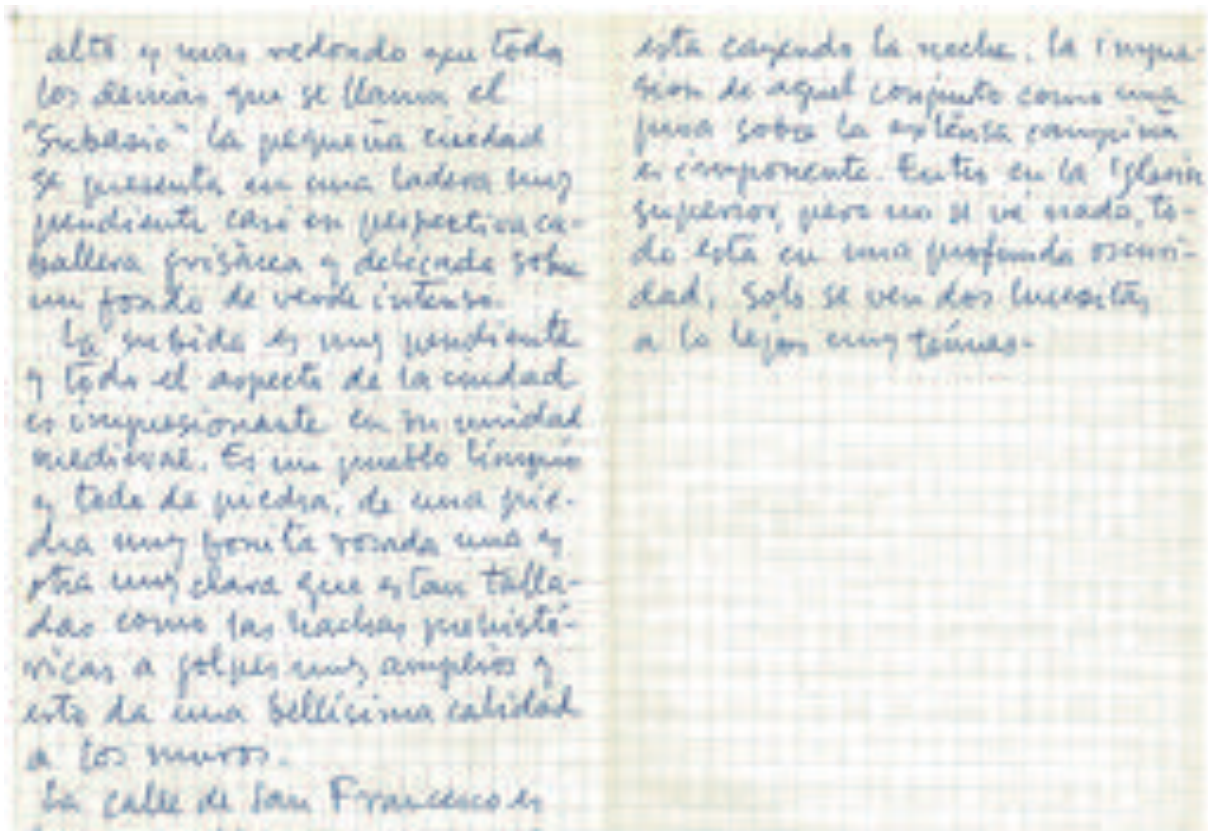 alto y mas redondo que todos
los demás que se llama el
"Subasio" la pequeña ciudad
se presenta en una ladera muy
pendiente casi en perspectiva ca-
ballera grisácea y delicada sobre
un fondo de verde intenso.
La subida es muy pendiente
y todo el aspecto de la ciudad
es impresionante en su unidad
medieval. Es un pueblo limpio
y todo de piedra, de una pie-
dra muy bonita rosada una y
otra muy clara que estan talla-
das como las hachas prehistó-
ricas a golpes muy amplios y
esto da una bellísima calidad
a los muros.
La calle de San Francesco es
esta cayendo la noche. la impre-
sion de aquel conjunto como una
proa sobre la extensa campiña
es imponente. Entro en la Iglesia
superior, pero no se vé nada, to-
do esta en una profunda oscuri-
dad, solo se ven dos lucecitas,
a lo lejos muy tenues.